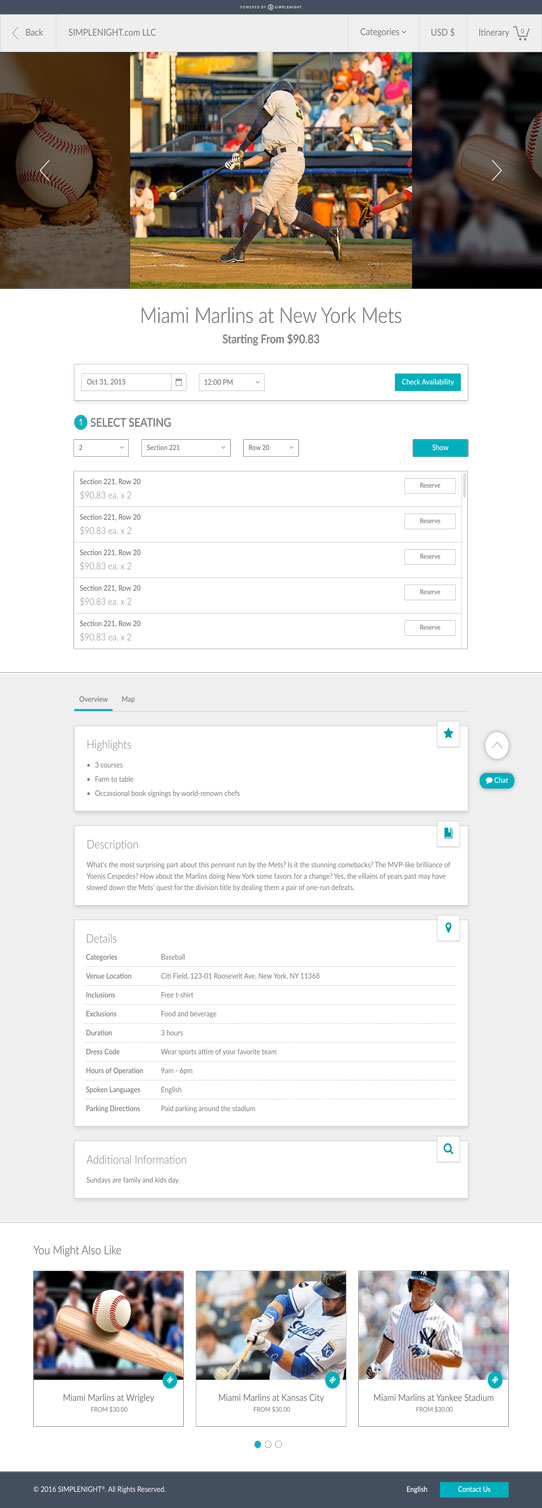 POWERED BY SIMPLENIGHT
Back
SIMPLENIGHT.com LLC
Categories
USD $
Itinerary
0
Miami Marlins at New York Mets
Starting From $90.83
Oct 31, 2015
12:00 PM
Check Availability
1 SELECT SEATING
2
Section 221
Row 20
Show
Section 221, Row 20
$90.83 ea. x 2
Reserve
Section 221, Row 20
$90.83 ea. x 2
Reserve
Section 221, Row 20
$90.83 ea. x 2
Reserve
Section 221, Row 20
$90.83 ea. x 2
Reserve
Section 221, Row 20
$90.83 ea. x 2
Reserve
Overview
Map
Highlights
• 3 courses
• Farm to table
• Occassional book signings by world-renown chefs
Chat
Description
What's the most surprising part about this pennant run by the Mets? Is it the stunning comebacks? The MVP-like brilliance of
Yoenis Cespedes? How about the Marlins doing New York some favors for a change? Yes, the villains of years past may have
slowed down the Mets' quest for the division title by dealing them a pair of one-run defeats.
Details
Categories Baseball
Venue Location Citi Field, 123-01 Roosevelt Ave, New York, NY 11368
Inclusions Free t-shirt
Exclusions Food and beverage
Duration 3 hours
Dress Code Wear sports attire of your favorite team
Hours of Operation 9am - 6pm
Spoken Languages English
Parking Directions Paid parking around the stadium
Additional Information
Sundays are family and kids day.
You Might Also Like
Miami Marlins at Wrigley
FROM $30.00
Miami Marlins at Kansas City
FROM $30.00
Miami Marlins at Yankee Stadium
FROM $30.00
© 2016 SIMPLENIGHT®. All Rights Reserved.
English
Contact Us